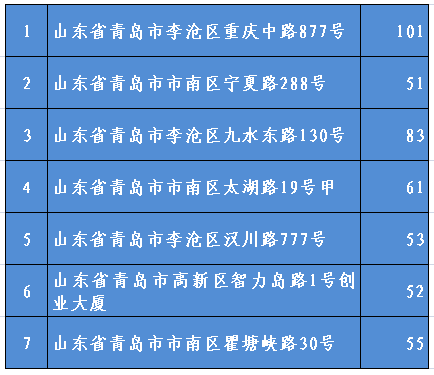 1 山东省青岛市李沧区重庆中路877号 101
2 山东省青岛市市南区宁夏路288号 51
3 山东省青岛市李沧区九水东路130号 83
4 山东省青岛市市南区太湖路19号甲 61
5 山东省青岛市李沧区汉川路777号 53
6 山东省青岛市高新区智力岛路1号创 52
业大厦
7 山东省青岛市市南区瞿塘峡路30号 55